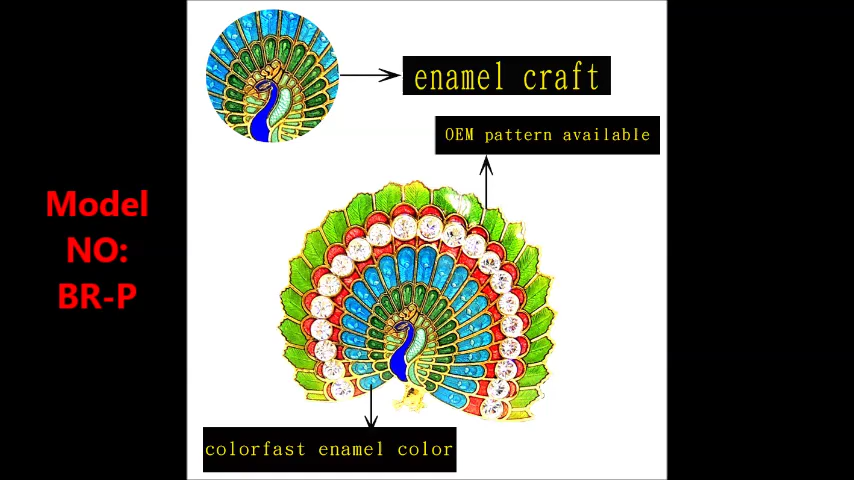 enamel craft
OEM pattern available
Model
NO:
BR-P
colorfast enamel color